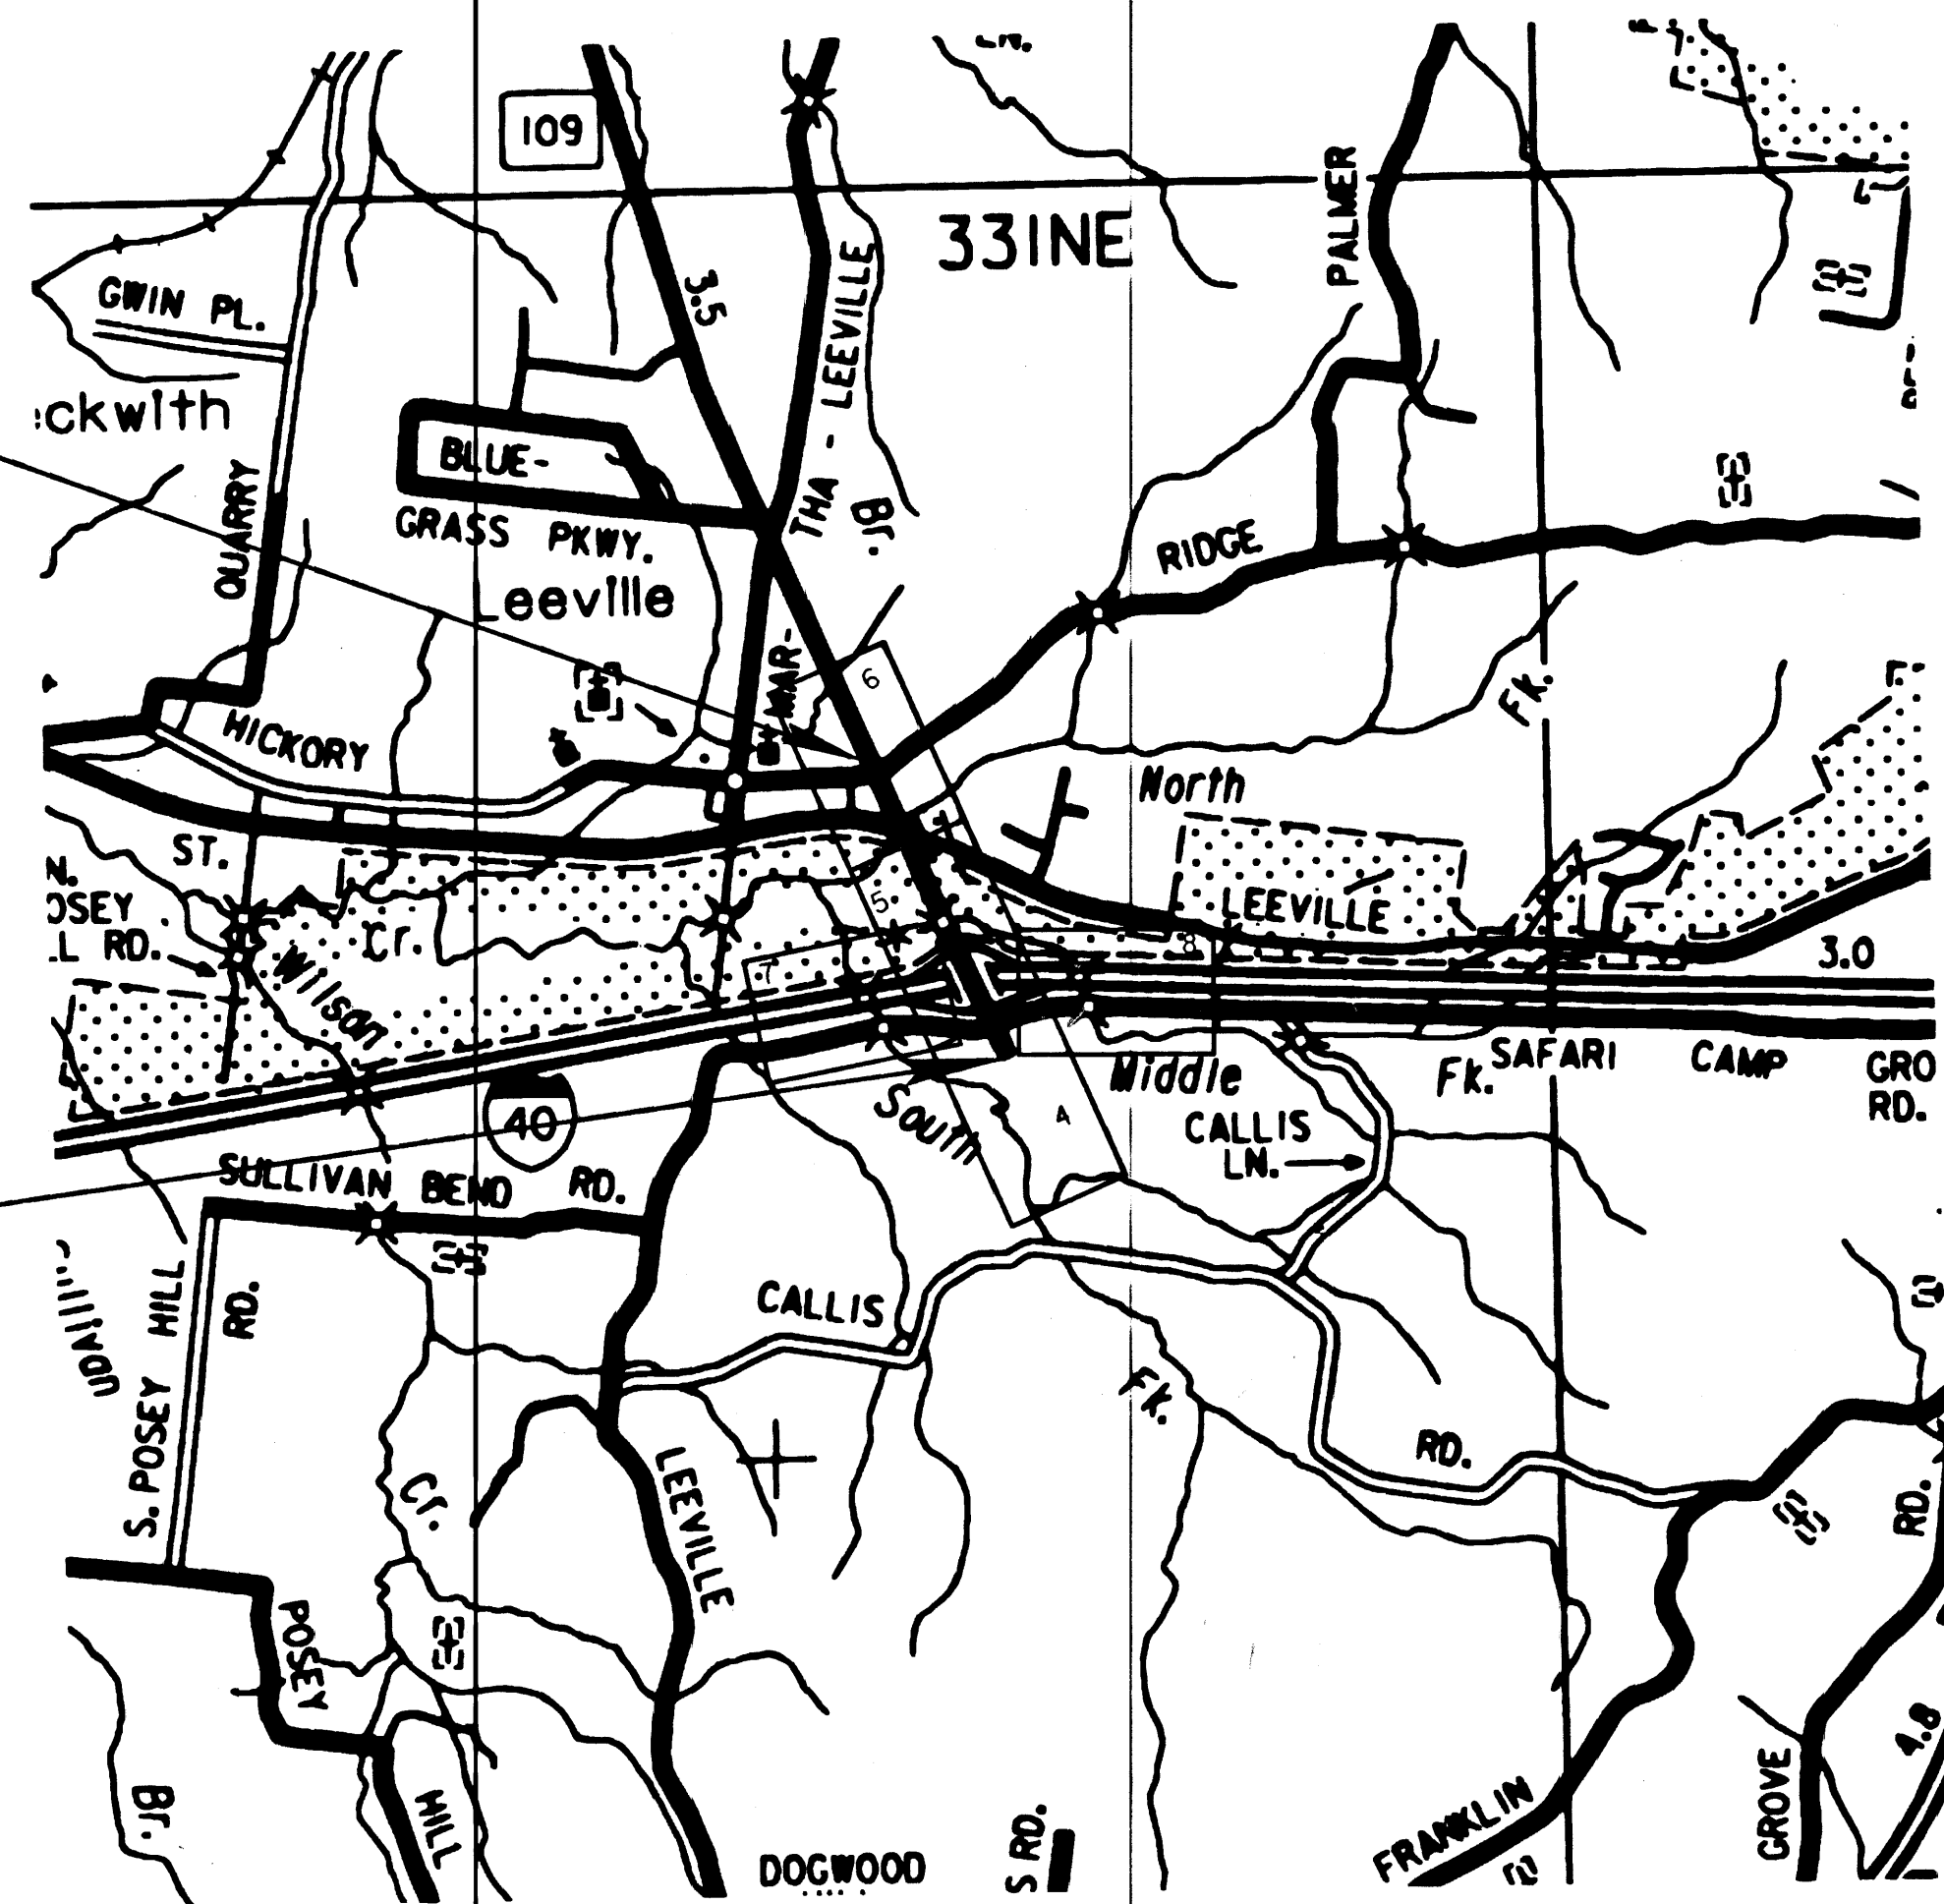 109
33INE
PALMER
GWIN PL.
3.5
THA - LEEVILLE
BR.
:ckwith
QUARRY
BLUE-
GRASS PKWY.
Leeville
RIDGE
6
FK.
HICKORY
North
ST.
N.
OSEY
L RD.
Cr.
Wilson
5
7
8
LEEVILLE
3.0
Middle
Fk.
SAFARI CAMP GRO
RD.
South
4
CALLIS
LN.
40
SULLIVAN BEND RD.
S. POSEY HILL
RD.
CALLIS
FK.
RD.
RD.
Cr.
LEEVILLE
POSEY
HILL
BR.
DOGWOOD
S RD.
FRANKLIN
GROVE
4.8